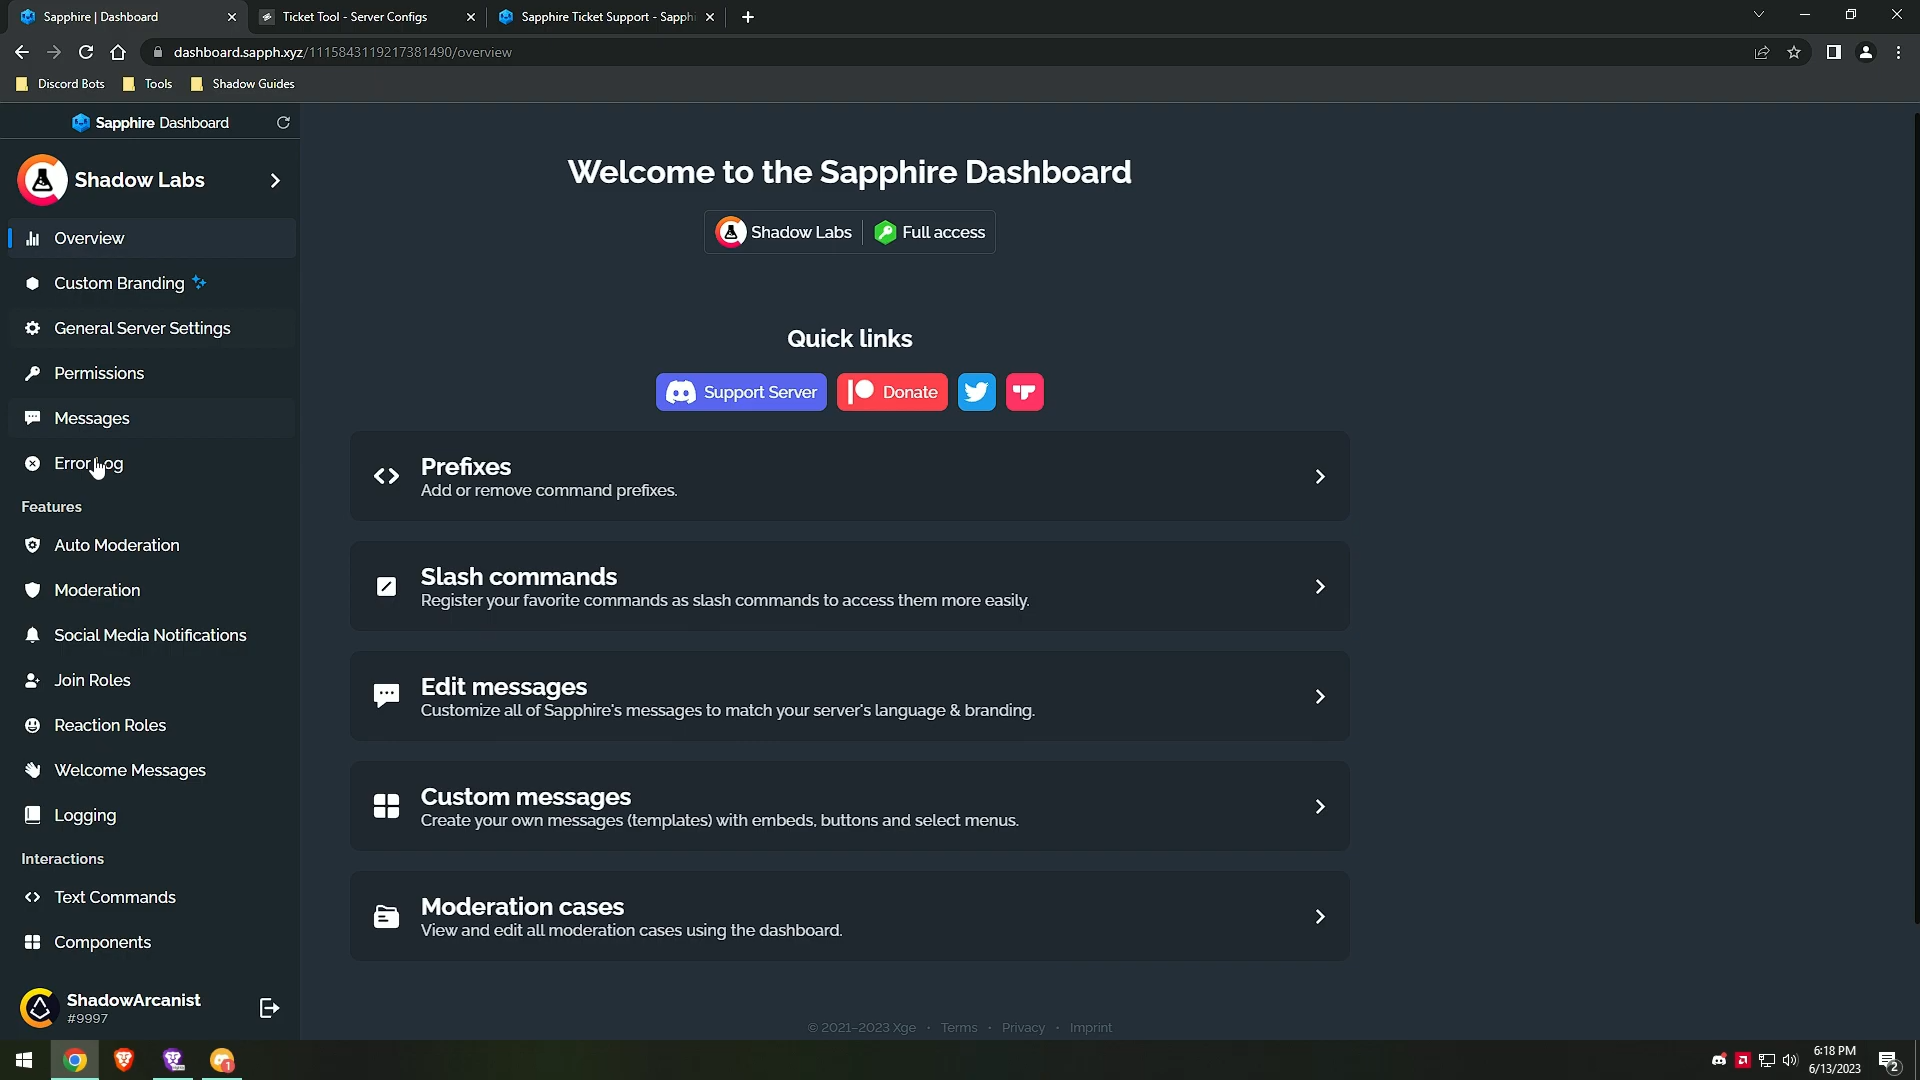 Sapphire | Dashboard
Ticket Tool - Server Configs
Sapphire Ticket Support - Sapphi
dashboard.sapph.xyz/1115843119217381490/overview
Discord Bots
Tools
Shadow Guides
Sapphire Dashboard
Shadow Labs
Overview
Custom Branding
General Server Settings
Permissions
Messages
Error Log
Features
Auto Moderation
Moderation
Social Media Notifications
Join Roles
Reaction Roles
Welcome Messages
Logging
Interactions
Text Commands
Components
ShadowArcanist
#9997
Welcome to the Sapphire Dashboard
Shadow Labs
Full access
Quick links
Support Server
Donate
Prefixes
Add or remove command prefixes.
Slash commands
Register your favorite commands as slash commands to access them more easily.
Edit messages
Customize all of Sapphire's messages to match your server's language & branding.
Custom messages
Create your own messages (templates) with embeds, buttons and select menus.
Moderation cases
View and edit all moderation cases using the dashboard.
© 2021-2023 Xge · Terms · Privacy · Imprint
1
6:18 PM
6/13/2023
2